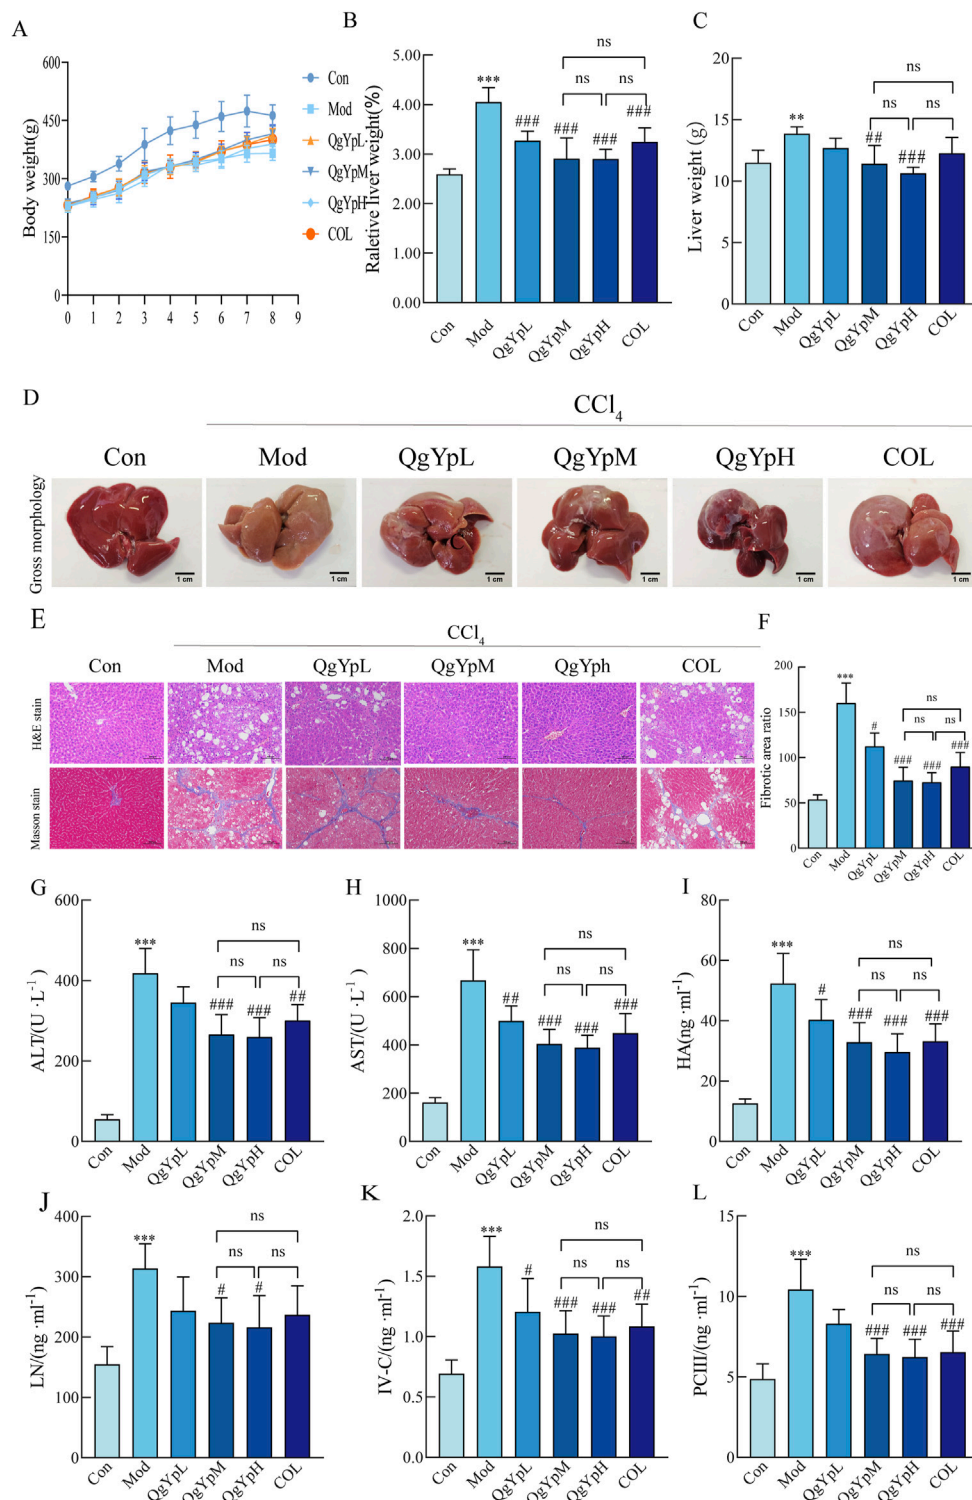 A
Body weight(g)
600
450
300
150
0
0 1 2 3 4 5 6 7 8 9
Con
Mod
QgYpL
QgYpM
QgYpH
COL
B
Raletive liver weight(%)
5.00
4.00
3.00
2.00
1.00
0.00
*** ### ### ### ###
ns
ns ns
Con Mod QgYpL QgYpM QgYpH COL
C
Liver weight (g)
20
15
10
5
0
** ## ###
ns
ns ns
Con Mod QgYpL QgYpM QgYpH COL
D
CCl4
Con Mod QgYpL QgYpM QgYpH COL
Gross morphology
1 cm 1 cm 1 cm 1 cm 1 cm 1 cm
E
CCl4
Con Mod QgYpL QgYpM QgYph COL
H&E stain
Masson stain
F
Fibrotic area ratio
200
150
100
50
0
*** # ### ### ###
ns
ns ns
Con Mod QgYpL QgYpM QgYpH COL
G
ALT/(U ·L-1)
600
400
200
0
*** ### ### ##
ns
ns ns
Con Mod QgYpL QgYpM QgYpH COL
H
AST/(U ·L-1)
1000
800
600
400
200
0
*** ## ### ### ###
ns
ns ns
Con Mod QgYpL QgYpM QgYpH COL
I
HA(ng ·ml-1)
80
60
40
20
0
*** # ### ### ###
ns
ns ns
Con Mod QgYpL QgYpM QgYpH COL
J
LN/(ng ·ml-1)
400
300
200
100
0
*** # #
ns
ns ns
Con Mod QgYpL QgYpM QgYpH COL
K
IV-C/(ng ·ml-1)
2.0
1.5
1.0
0.5
0.0
*** # ### ### ##
ns
ns ns
Con Mod QgYpL QgYpM QgYpH COL
L
PCIII/(ng ·ml-1)
15
10
5
0
*** ### ### ###
ns
ns ns
Con Mod QgYpL QgYpM QgYpH COL